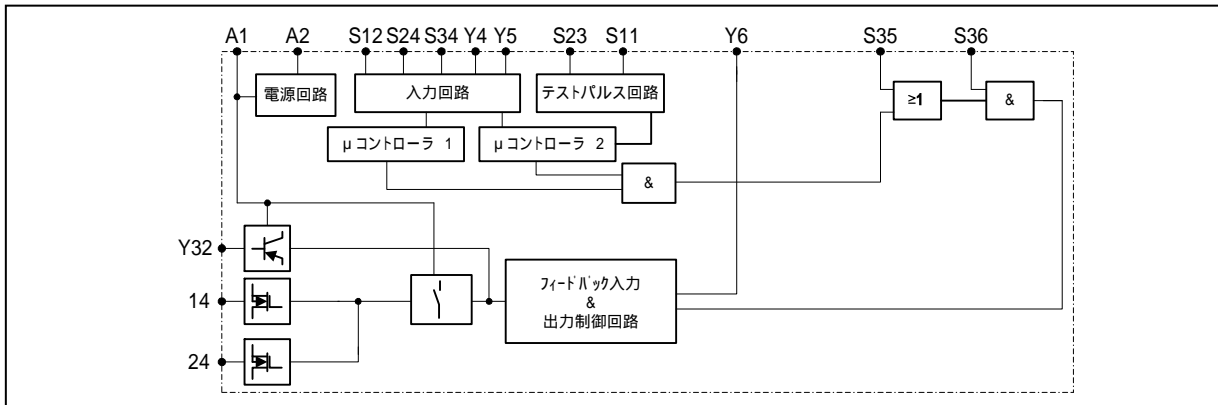 A1 A2 S12 S24 S34 Y4 Y5 S23 S11 Y6 S35 S36
電源回路 入力回路 テストパルス回路 ≥1 &
μコントローラ 1 μコントローラ 2
&
Y32
14
フィードバック入力
&
出力制御回路
24